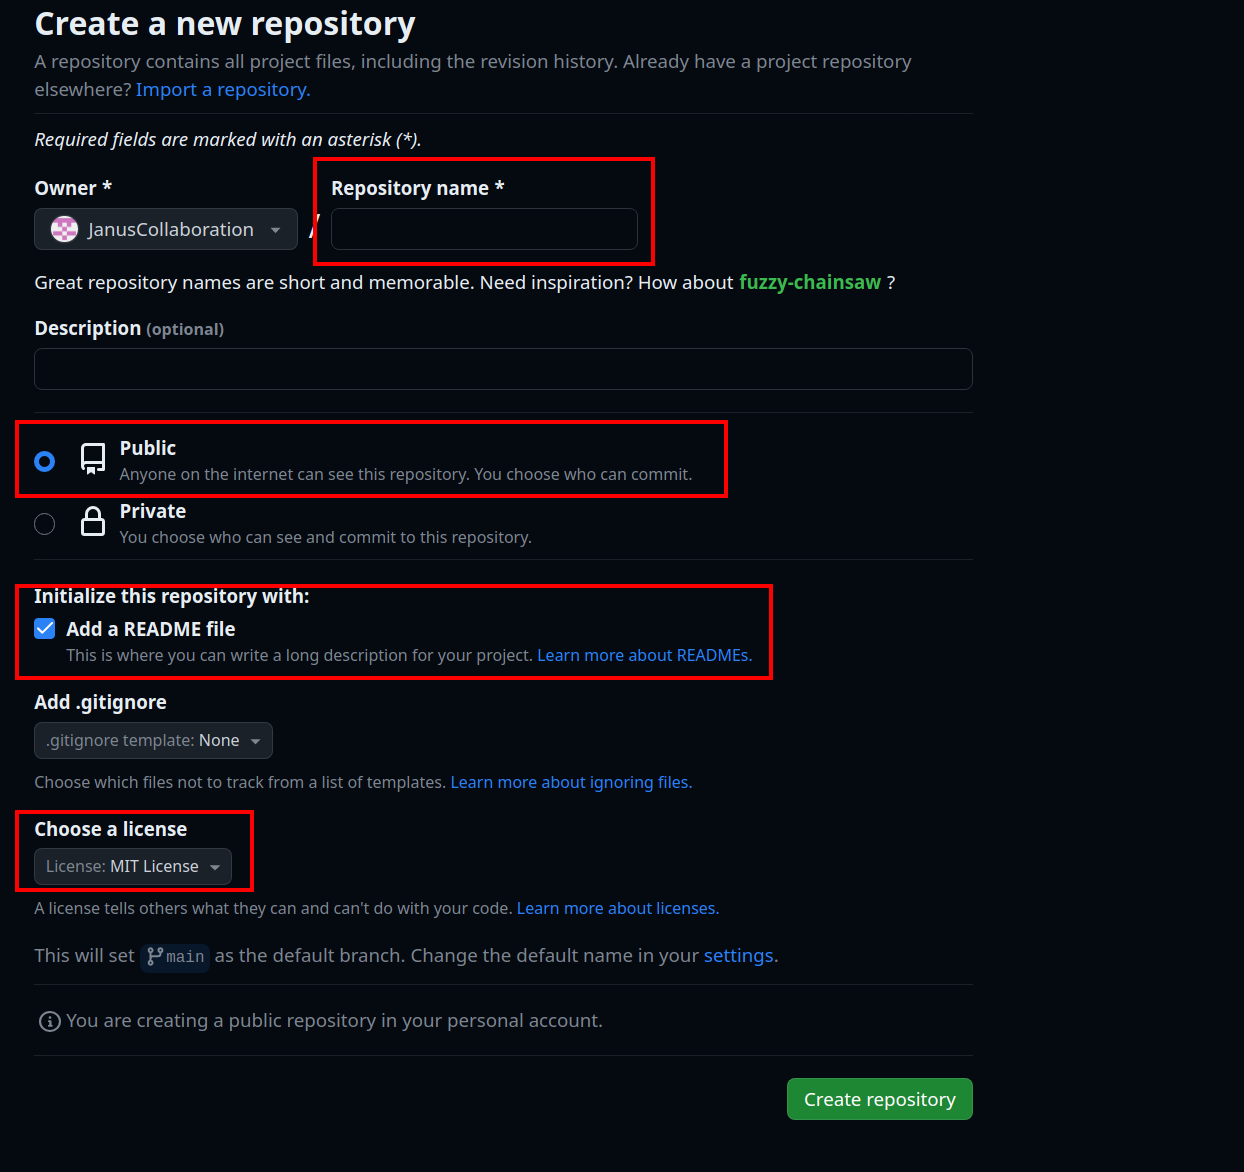 Create a new repository
A repository contains all project files, including the revision history. Already have a project repository
elsewhere? Import a repository.
Required fields are marked with an asterisk (*).
Owner *
Repository name *
JanusCollaboration
/
Great repository names are short and memorable. Need inspiration? How about fuzzy-chainsaw ?
Description (optional)
Public
Anyone on the internet can see this repository. You choose who can commit.
Private
You choose who can see and commit to this repository.
Initialize this repository with:
Add a README file
This is where you can write a long description for your project. Learn more about READMEs.
Add .gitignore
.gitignore template: None
Choose which files not to track from a list of templates. Learn more about ignoring files.
Choose a license
License: MIT License
A license tells others what they can and can't do with your code. Learn more about licenses.
This will set main as the default branch. Change the default name in your settings.
You are creating a public repository in your personal account.
Create repository